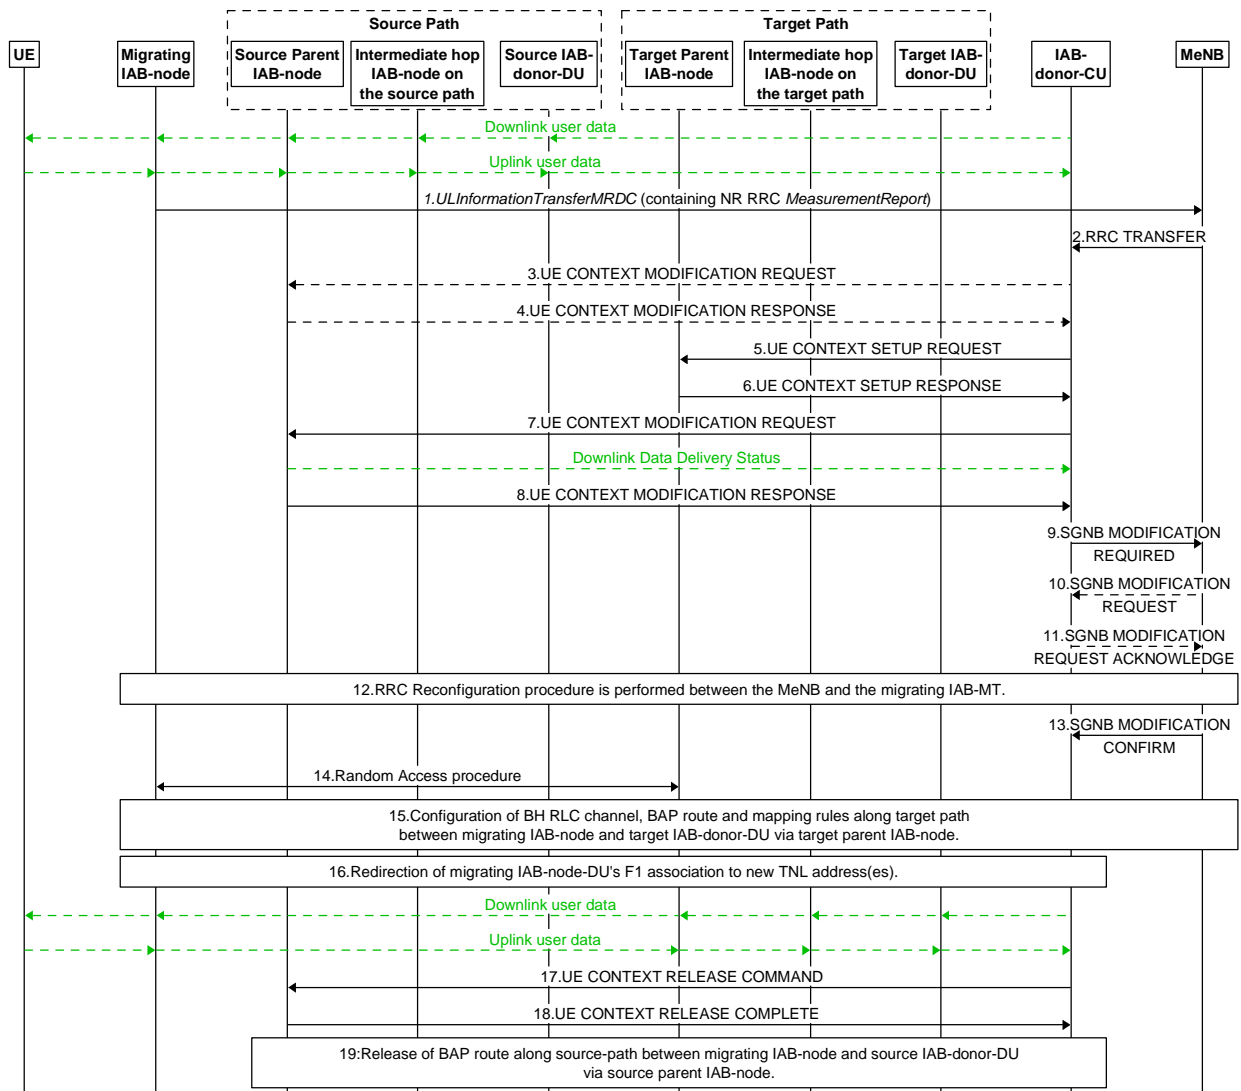 Source Path
Target Path
UE
Migrating
IAB-node
Source Parent
IAB-node
Intermediate hop
IAB-node on
the source path
Source IAB-
donor-DU
Target Parent
IAB-node
Intermediate hop
IAB-node on
the target path
Target IAB-
donor-DU
IAB-
donor-CU
MeNB
Downlink user data
Uplink user data
1.ULInformationTransferMRDC (containing NR RRC MeasurementReport)
2.RRC TRANSFER
3.UE CONTEXT MODIFICATION REQUEST
4.UE CONTEXT MODIFICATION RESPONSE
5.UE CONTEXT SETUP REQUEST
6.UE CONTEXT SETUP RESPONSE
7.UE CONTEXT MODIFICATION REQUEST
Downlink Data Delivery Status
8.UE CONTEXT MODIFICATION RESPONSE
9.SGNB MODIFICATION
REQUIRED
10.SGNB MODIFICATION
REQUEST
11.SGNB MODIFICATION
REQUEST ACKNOWLEDGE
12.RRC Reconfiguration procedure is performed between the MeNB and the migrating IAB-MT.
13.SGNB MODIFICATION
CONFIRM
14.Random Access procedure
15.Configuration of BH RLC channel, BAP route and mapping rules along target path
between migrating IAB-node and target IAB-donor-DU via target parent IAB-node.
16.Redirection of migrating IAB-node-DU's F1 association to new TNL address(es).
Downlink user data
Uplink user data
17.UE CONTEXT RELEASE COMMAND
18.UE CONTEXT RELEASE COMPLETE
19:Release of BAP route along source-path between migrating IAB-node and source IAB-donor-DU
via source parent IAB-node.